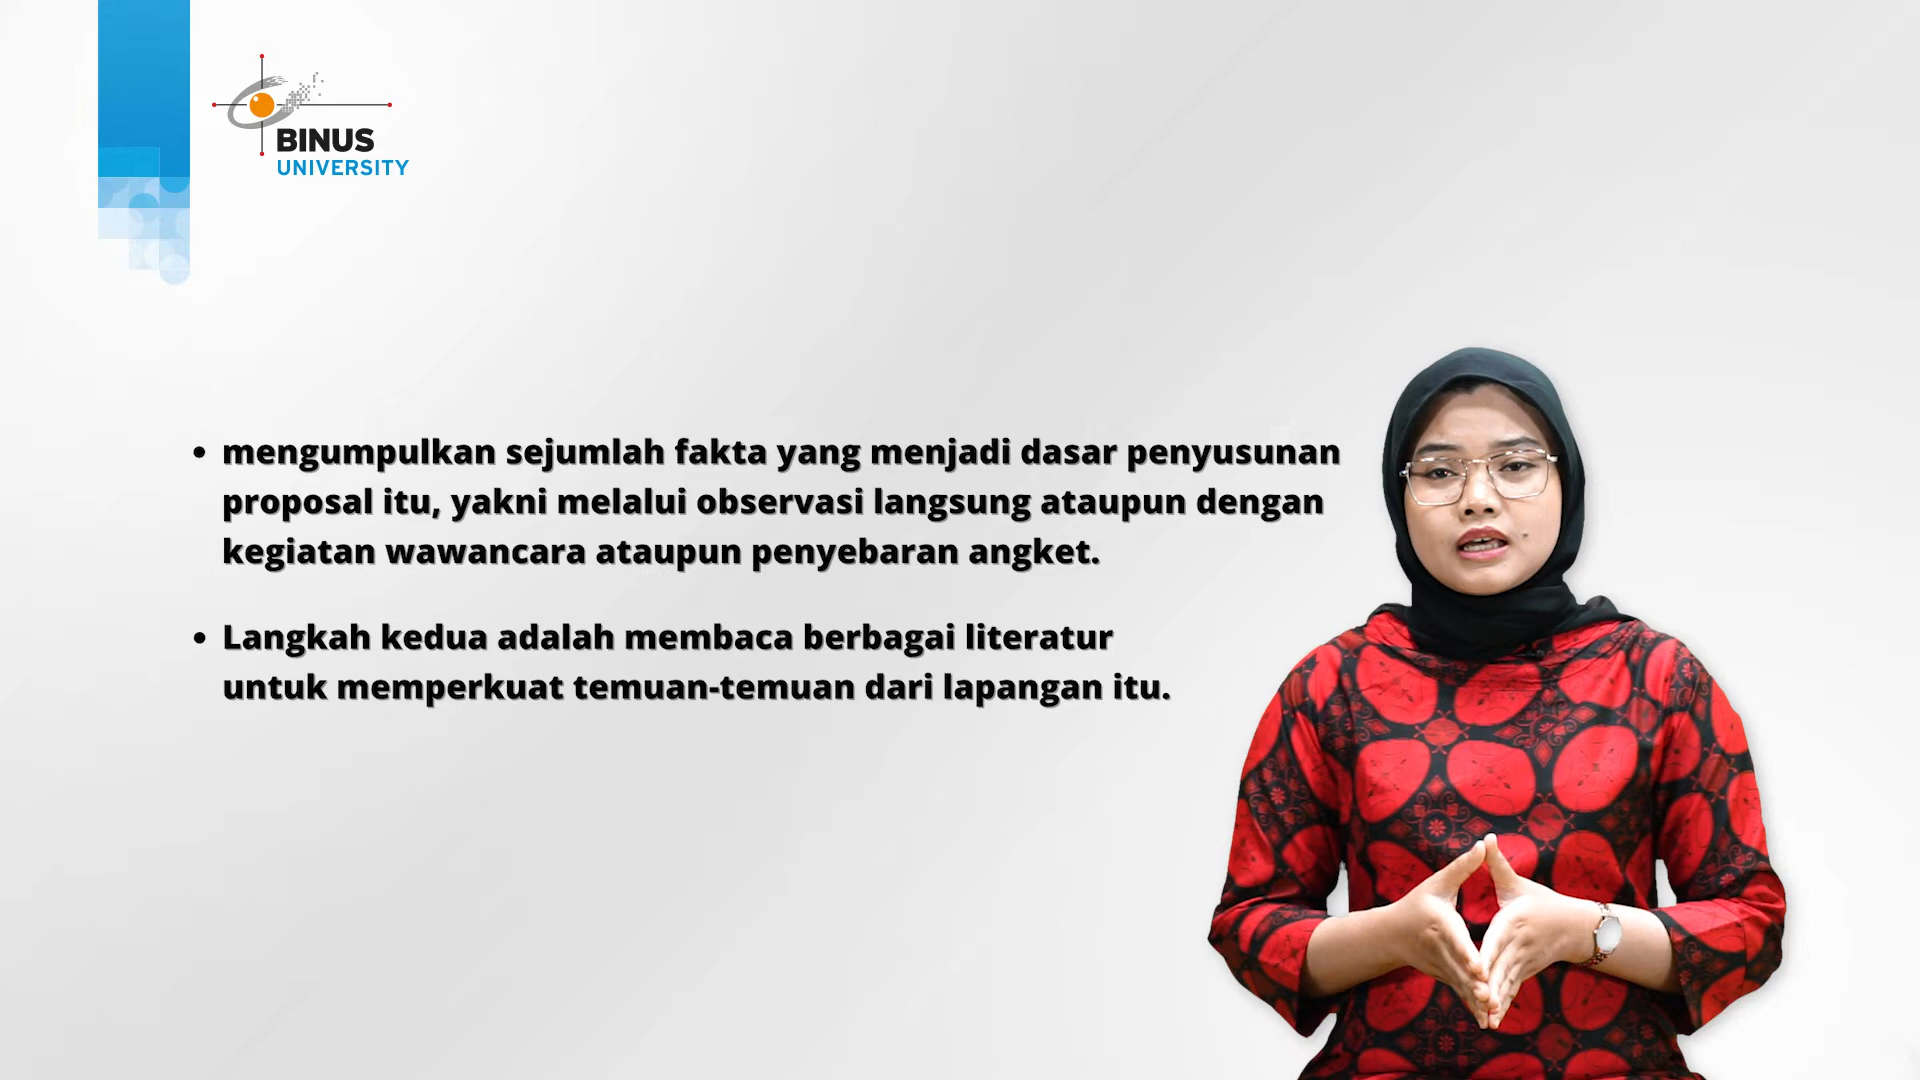 BINUS
UNIVERSITY
• mengumpulkan sejumlah fakta yang menjadi dasar penyusunan
proposal itu, yakni melalui observasi langsung ataupun dengan
kegiatan wawancara ataupun penyebaran angket.
• Langkah kedua adalah membaca berbagai literatur
untuk memperkuat temuan-temuan dari lapangan itu.